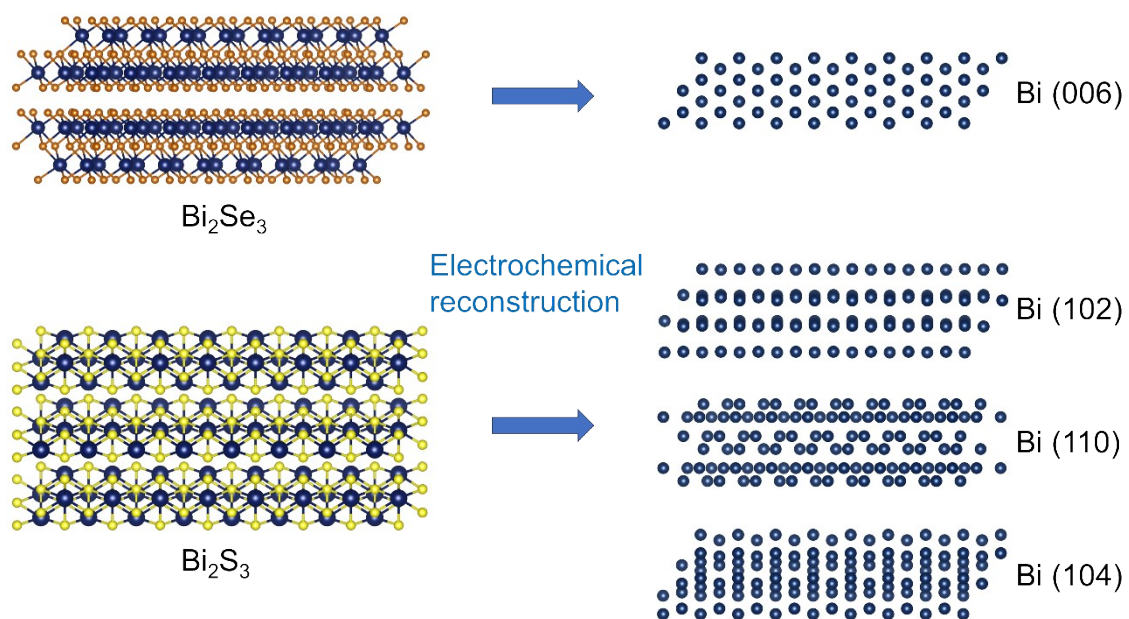 Bi (006)
Bi₂Se₃
Electrochemical
reconstruction
Bi (102)
Bi (110)
Bi₂S₃
Bi (104)